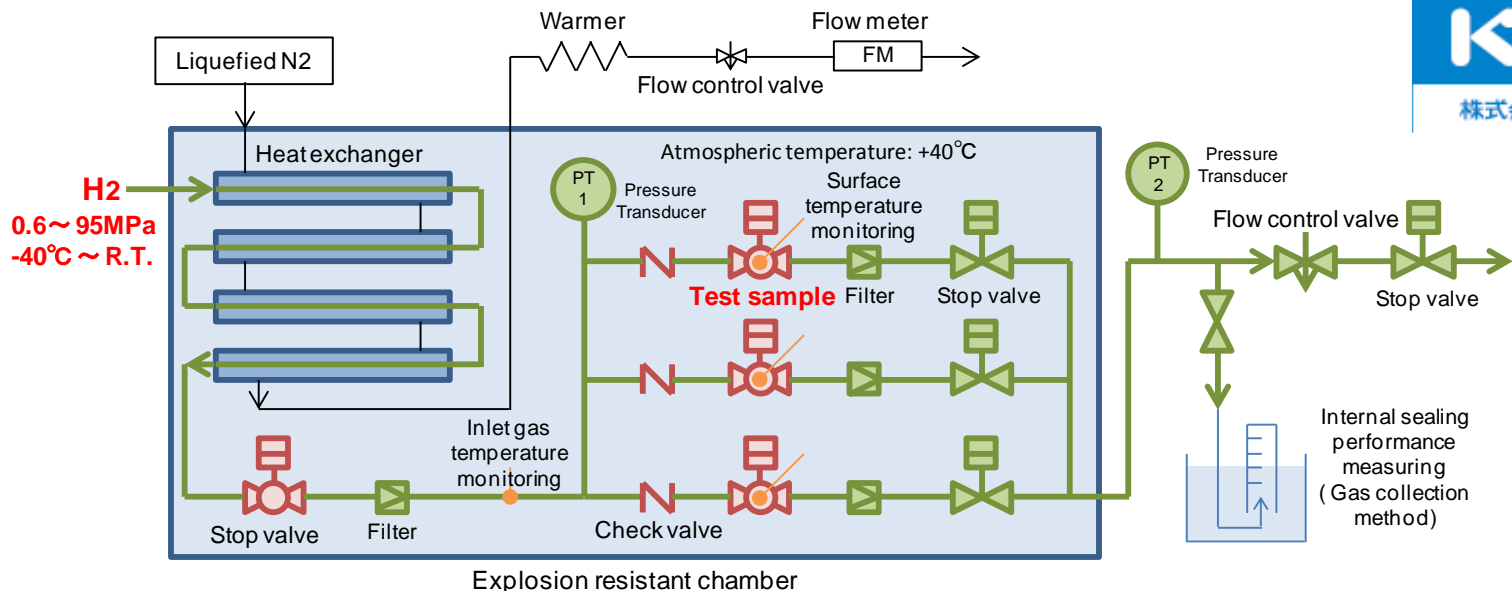 Warmer
Flow meter
Liquefied N2
FM
Flow control valve
株式
Heat exchanger
Atmospheric temperature: +40℃
H2
0.6～95MPa
-40℃～R.T.
PT
1
Pressure
Transducer
Surface
temperature
monitoring
PT
2
Pressure
Transducer
Flow control valve
Test sample
Filter
Stop valve
Stop valve
Inlet gas
temperature
monitoring
Internal sealing
performance
measuring
( Gas collection
method)
Stop valve
Filter
Check valve
Explosion resistant chamber